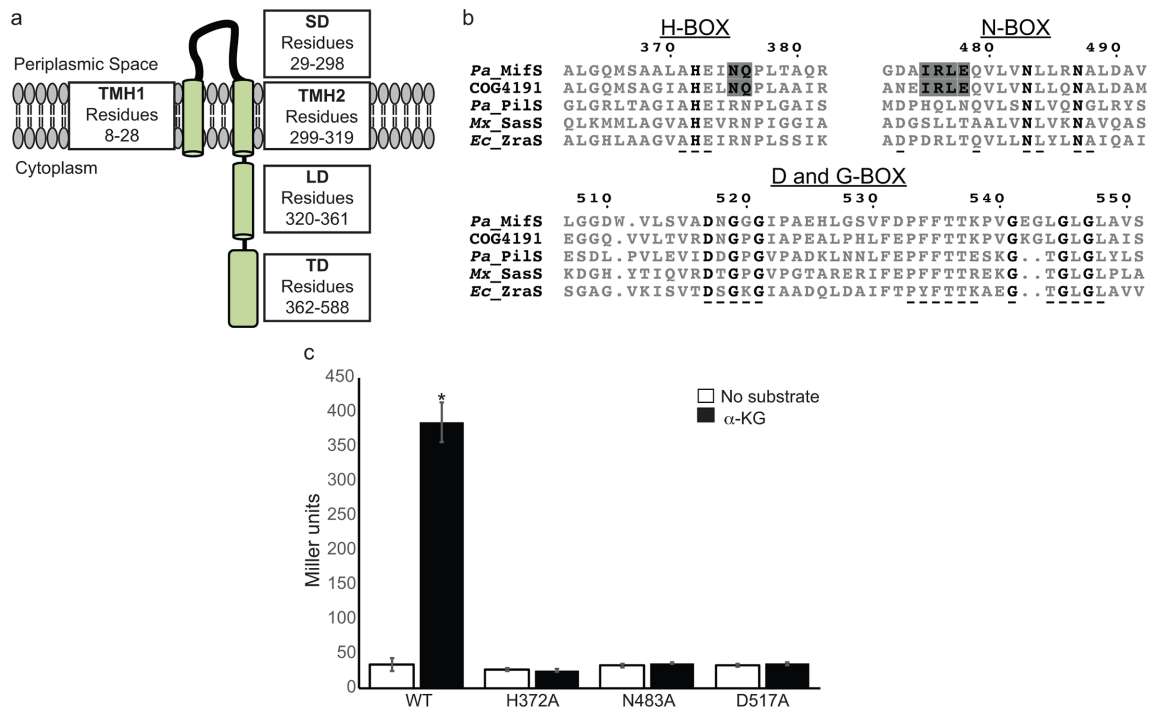 a
SD
Residues
29-298
Periplasmic Space
TMH1
Residues
8-28
TMH2
Residues
299-319
Cytoplasm
LD
Residues
320-361
TD
Residues
362-588
b
H-BOX N-BOX
370 380 480 490
Pa_MifS ALGQMSAALAHEINQPLTAQR GDAIRLEQVLVNLLRNALDAV
COG4191 ALGQMSAGIAHELNQPLAAIR ANEIRLEQVLVNLLQNALDAM
Pa_PilS GLGRLTAGIAHEIRNPLGAIS MDPHQLNQVLSNLVQNGLRYS
Mx_SasS QLKMMLAGVAHEVRNPIGGIA ADGSLLTAASLNLVKNAVQAS
Ec_ZraS ALGHLAAGVAHEIRNPLSSIK ADPDRLTQVLLNLYLNAIQAI
D and G-BOX
510 520 530 540 550
Pa_MifS LGGDW.VLSVADNGGGIPAEHLGSVFDPFFTTKPVGEGLGLGLAVS
COG4191 EGGQ.VVLTVRDNGPGIAPEALPHLFEPFFTTKPVGKGLGLGLAIS
Pa_PilS ESDL.PVLEVIDDGPGVPADKLNNLFEPFFTTESKG..TGLGLYLS
Mx_SasS KDGH.YTIQVRDTGPGVPGTARERIFEPFFTTKSKG..TGLGLPLA
Ec_ZraS SGAG.VKISVTDSGKGIAADQLDAIFTPYFTTKAEG..TGLGLAVV
c
450
400
350
300
250
200
150
100
50
0
Miller units
*
No substrate
α-KG
WT H372A N483A D517A